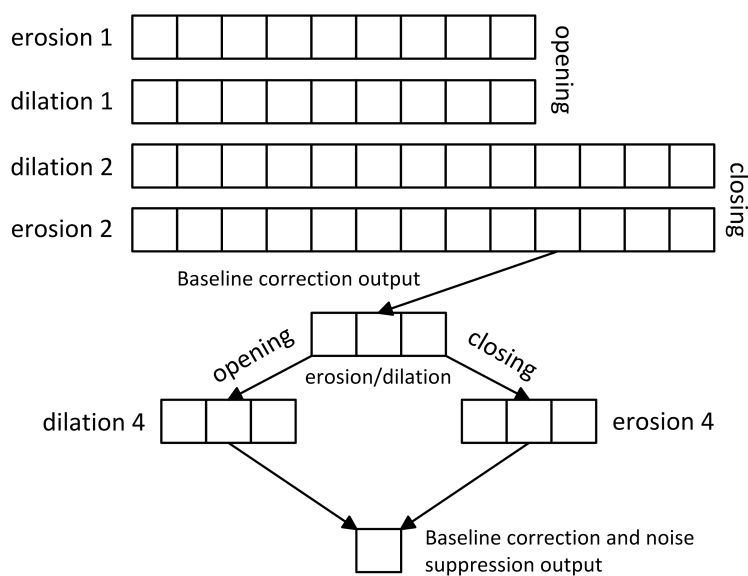 erosion 1
opening
dilation 1
dilation 2
closing
erosion 2
Baseline correction output
opening
closing
erosion/dilation
dilation 4
erosion 4
Baseline correction and noise
suppression output